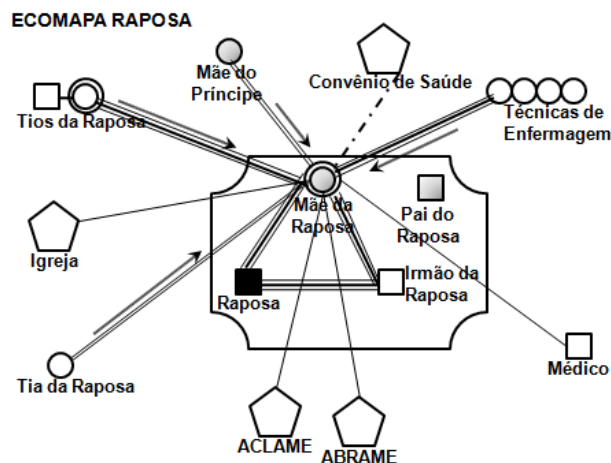 ECOMAPA RAPOSA
Mãe do
Príncipe
Convênio de Saúde
Tios da Raposa
Técnicas de
Enfermagem
Mãe da
Raposa
Pai do
Raposa
Igreja
Raposa
Irmão da
Raposa
Tia da Raposa
Médico
ACLAME
ABRAME